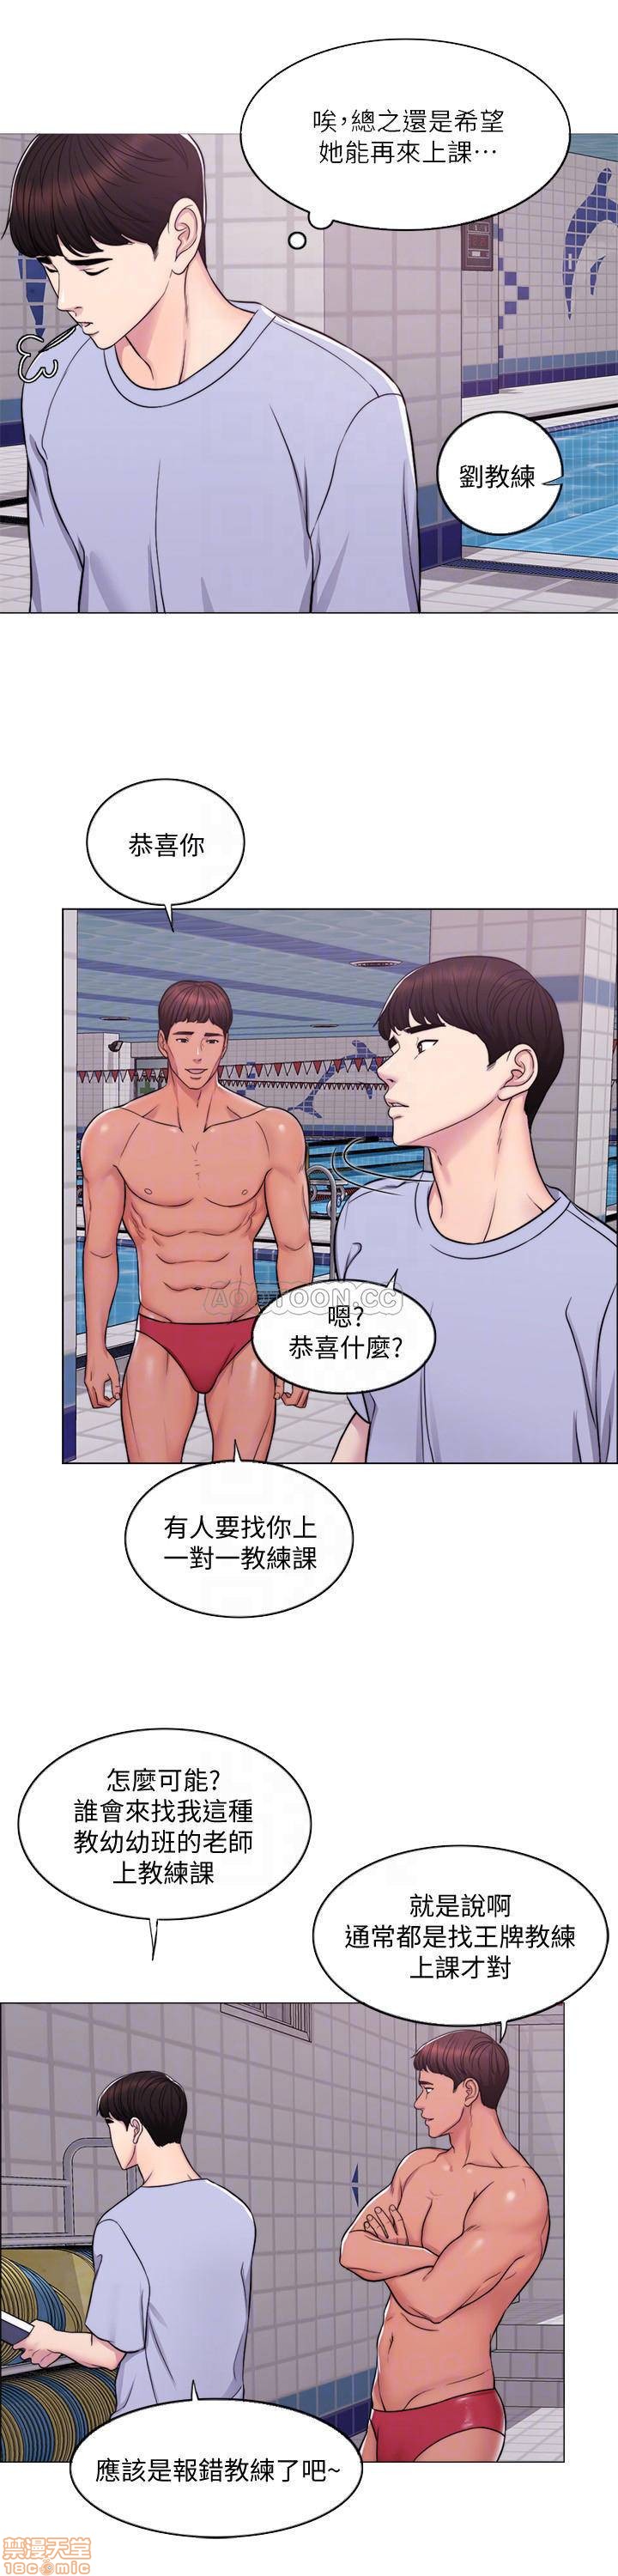 唉，總之還是希望
她能再來上課…
劉教練
恭喜你
嗯?
恭喜什麼?
有人要找你上
一對一教練課
怎麼可能?
誰會來找我這種
教幼幼班的老師
上教練課
就是說啊
通常都是找王牌教練
上課才對
應該是報錯教練了吧~
禁漫天堂
18comic